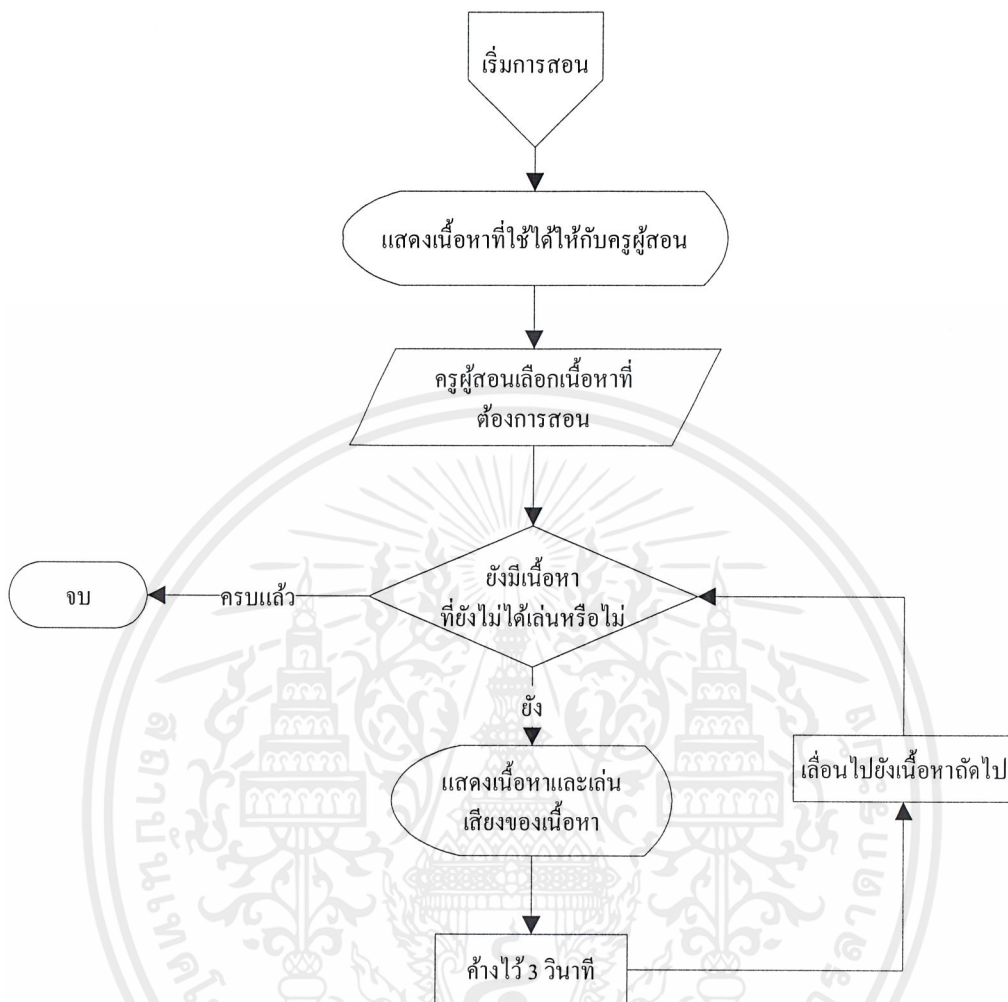 เริ่มการสอน
แสดงเนื้อหาที่ใช้ได้ให้กับครูผู้สอน
ครูผู้สอนเลือกเนื้อหาที่
ต้องการสอน
ยังมีเนื้อหา
ที่ยังไม่ได้เล่นหรือไม่
ครบแล้ว
จบ
ยัง
แสดงเนื้อหาและเล่น
เสียงของเนื้อหา
เลื่อนไปยังเนื้อหาถัดไป
ค้างไว้ 3 วินาที